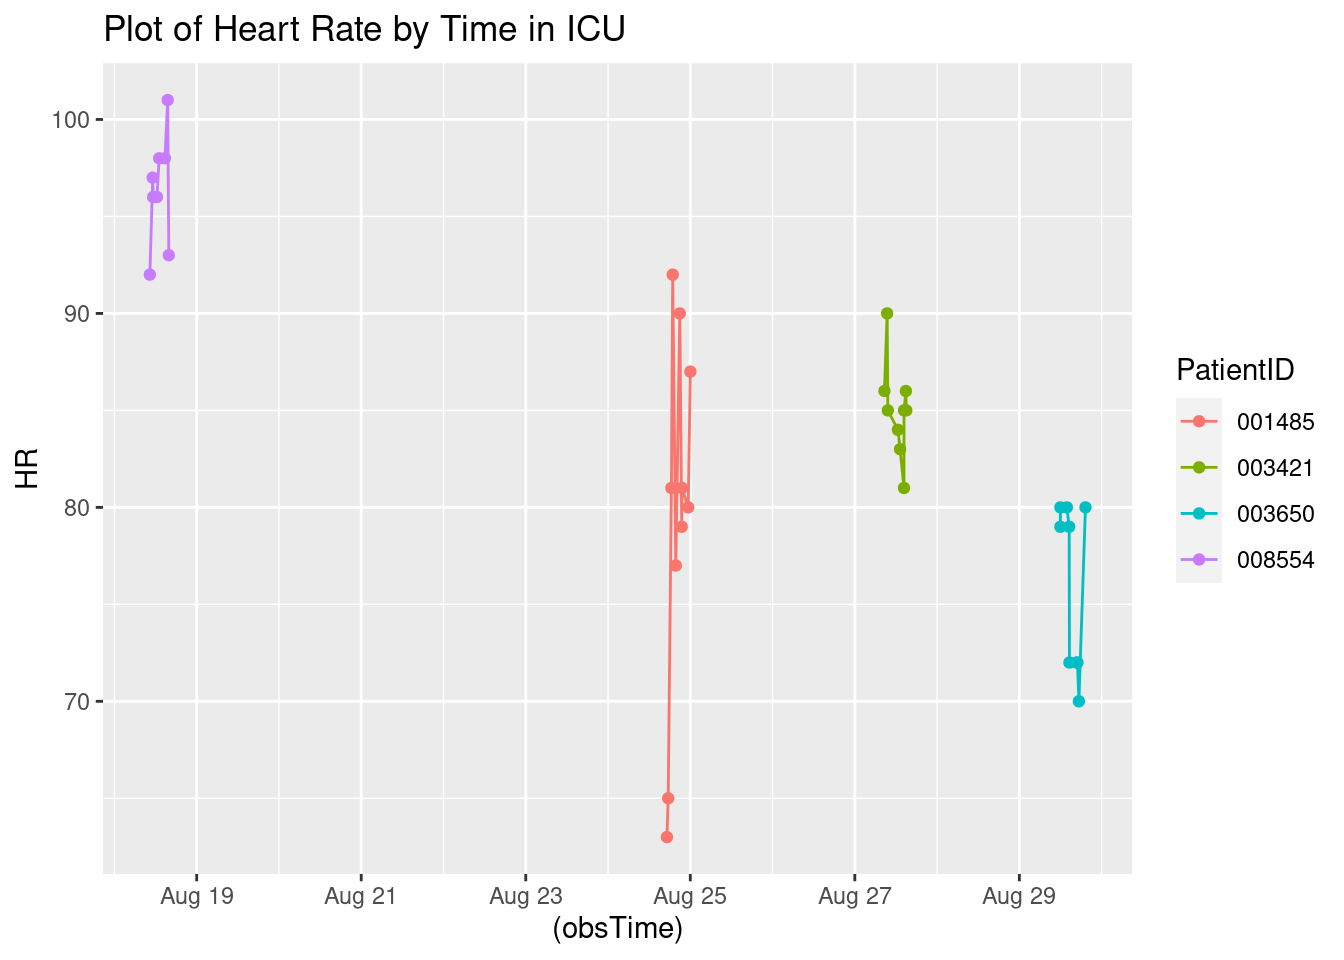 Plot of Heart Rate by Time in ICU
100
90
80
70
HR
Aug 19 Aug 21 Aug 23 Aug 25 Aug 27 Aug 29
(obsTime)
PatientID
001485
003421
003650
008554